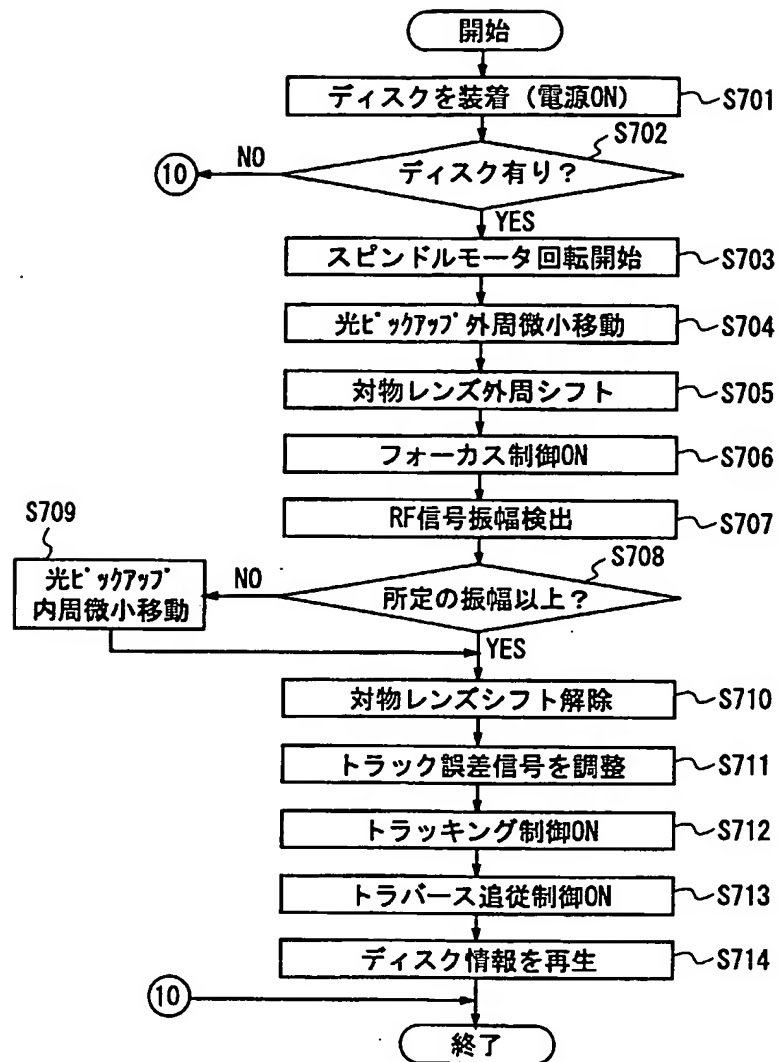 開始
ディスクを装着（電源ON）
S701
S702
ディスク有り？
NO
10
YES
スピンドルモータ回転開始
S703
光ﾋﾟｯｸｱｯﾌﾟ外周微小移動
S704
対物レンズ外周シフト
S705
フォーカス制御ON
S706
RF信号振幅検出
S707
S708
所定の振幅以上？
NO
S709
光ﾋﾟｯｸｱｯﾌﾟ
内周微小移動
YES
対物レンズシフト解除
S710
トラック誤差信号を調整
S711
トラッキング制御ON
S712
トラバース追従制御ON
S713
ディスク情報を再生
S714
10
終了